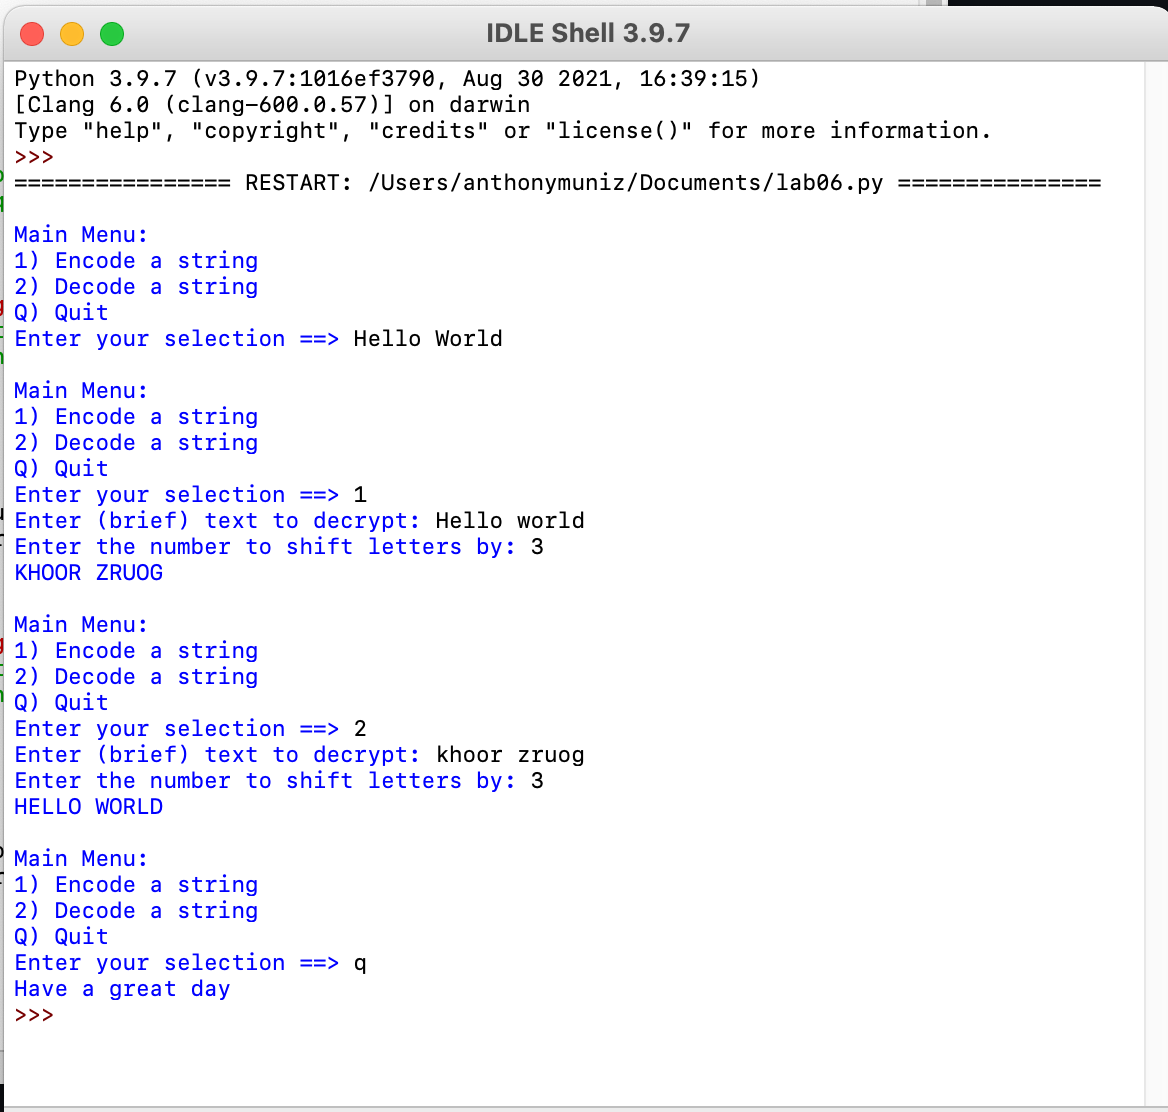 IDLE Shell 3.9.7
Python 3.9.7 (v3.9.7:1016ef3790, Aug 30 2021, 16:39:15)
[Clang 6.0 (clang-600.0.57)] on darwin
Type "help", "copyright", "credits" or "license()" for more information.
>>>
================ RESTART: /Users/anthonymuniz/Documents/lab06.py ===============
Main Menu:
1) Encode a string
2) Decode a string
Q) Quit
Enter your selection ==> Hello World
Main Menu:
1) Encode a string
2) Decode a string
Q) Quit
Enter your selection ==> 1
Enter (brief) text to decrypt: Hello world
Enter the number to shift letters by: 3
KHOOR ZRUOG
Main Menu:
1) Encode a string
2) Decode a string
Q) Quit
Enter your selection ==> 2
Enter (brief) text to decrypt: khoor zruog
Enter the number to shift letters by: 3
HELLO WORLD
Main Menu:
1) Encode a string
2) Decode a string
Q) Quit
Enter your selection ==> q
Have a great day
>>>